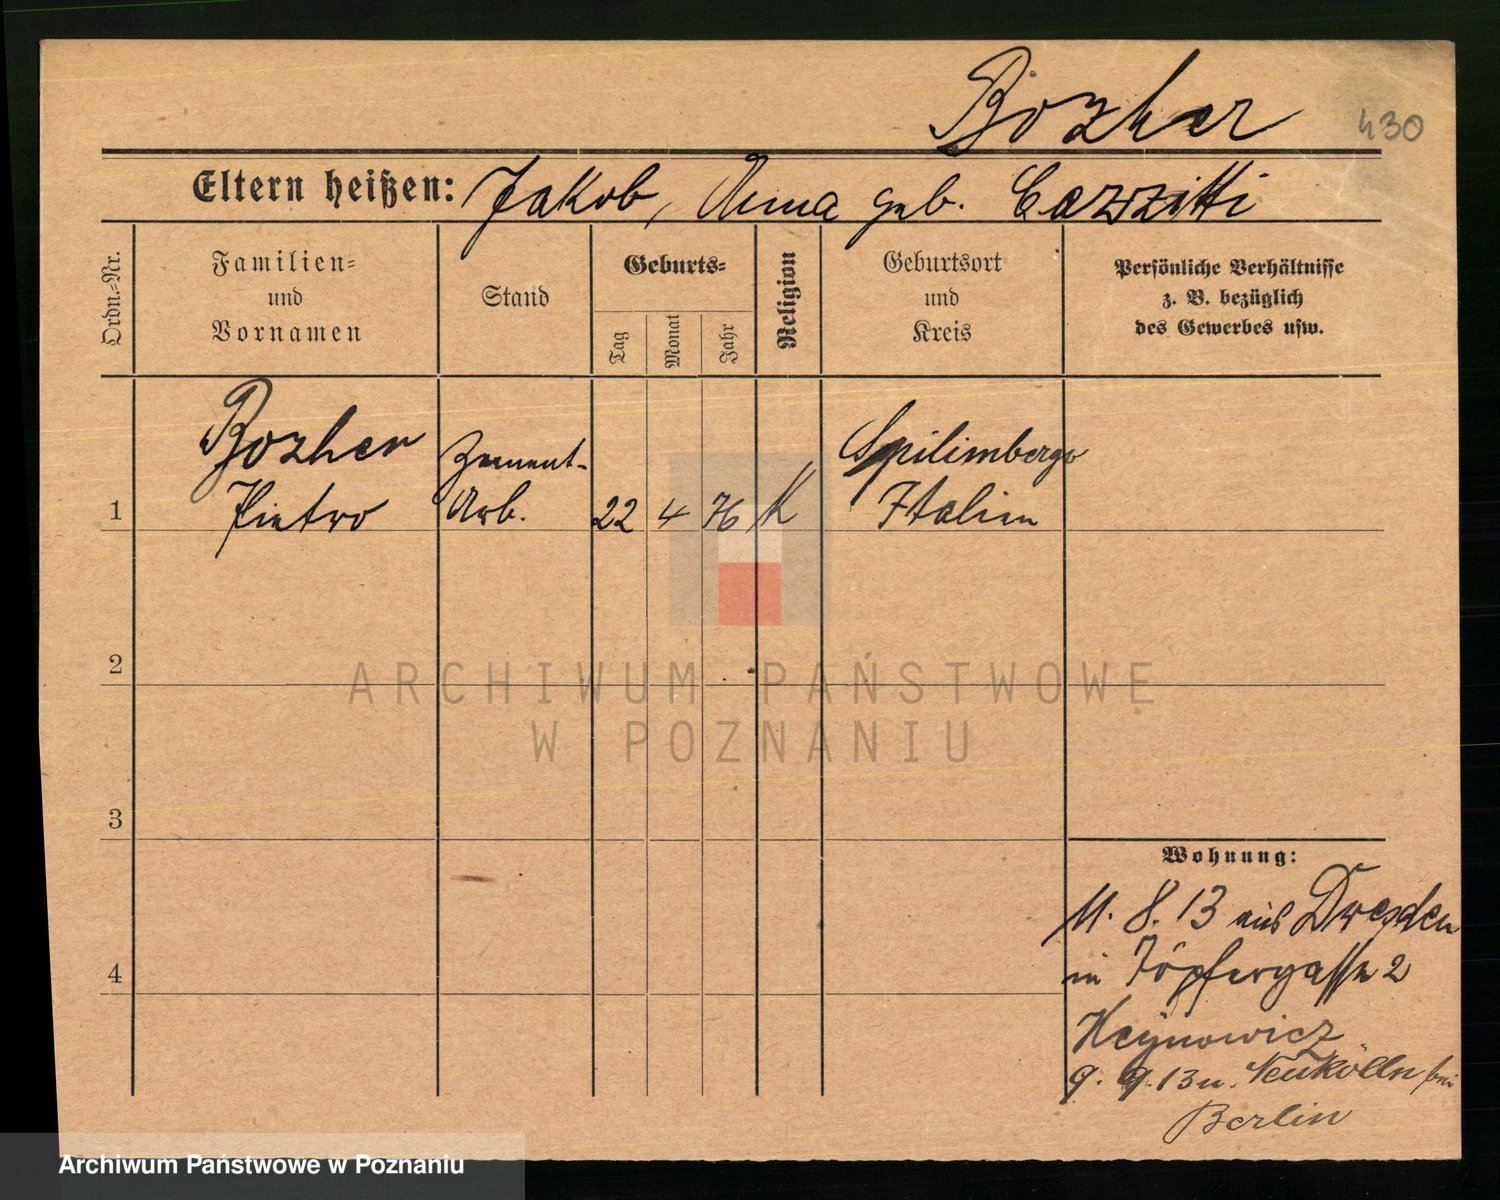 Bozher
430
Eltern heißen: Jakob, Anna geb. Cazzitti
Ordn.=Nr.
Familien=
und
Vornamen
Stand
Geburts=
Tag
Monat
Jahr
Religion
Geburtsort
und
Kreis
Persönliche Verhältnisse
z. B. bezüglich
des Gewerbes usw.
1
Bozher
Pietro
Zement-
Arb.
22
4
76
K
Spilimbergo
Italien
2
ARCHIWUM PAŃSTWOWE
W POZNANIU
3
4
Wohnung:
11. 8. 13 aus Dresden
in Töpfergasse 2
Heynowicz
9. 9. 13 n. Neukölln bei
Berlin
Archiwum Państwowe w Poznaniu